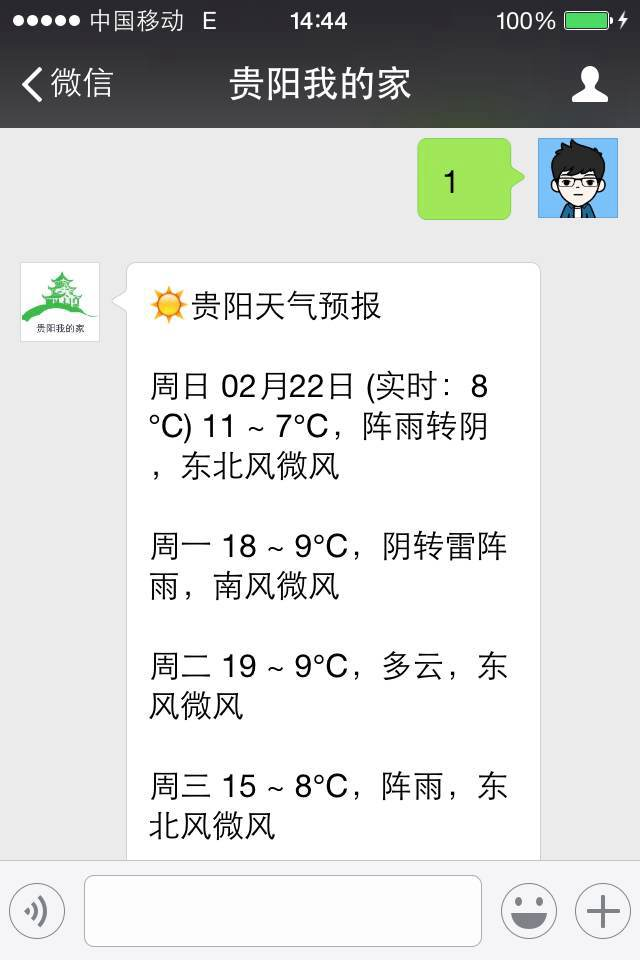 中国移动 E 14:44 100%
微信 贵阳我的家
1
贵阳我的家
贵阳天气预报
周日 02月22日 (实时：8
°C) 11 ~ 7°C，阵雨转阴
，东北风微风
周一 18 ~ 9°C，阴转雷阵
雨，南风微风
周二 19 ~ 9°C，多云，东
风微风
周三 15 ~ 8°C，阵雨，东
北风微风